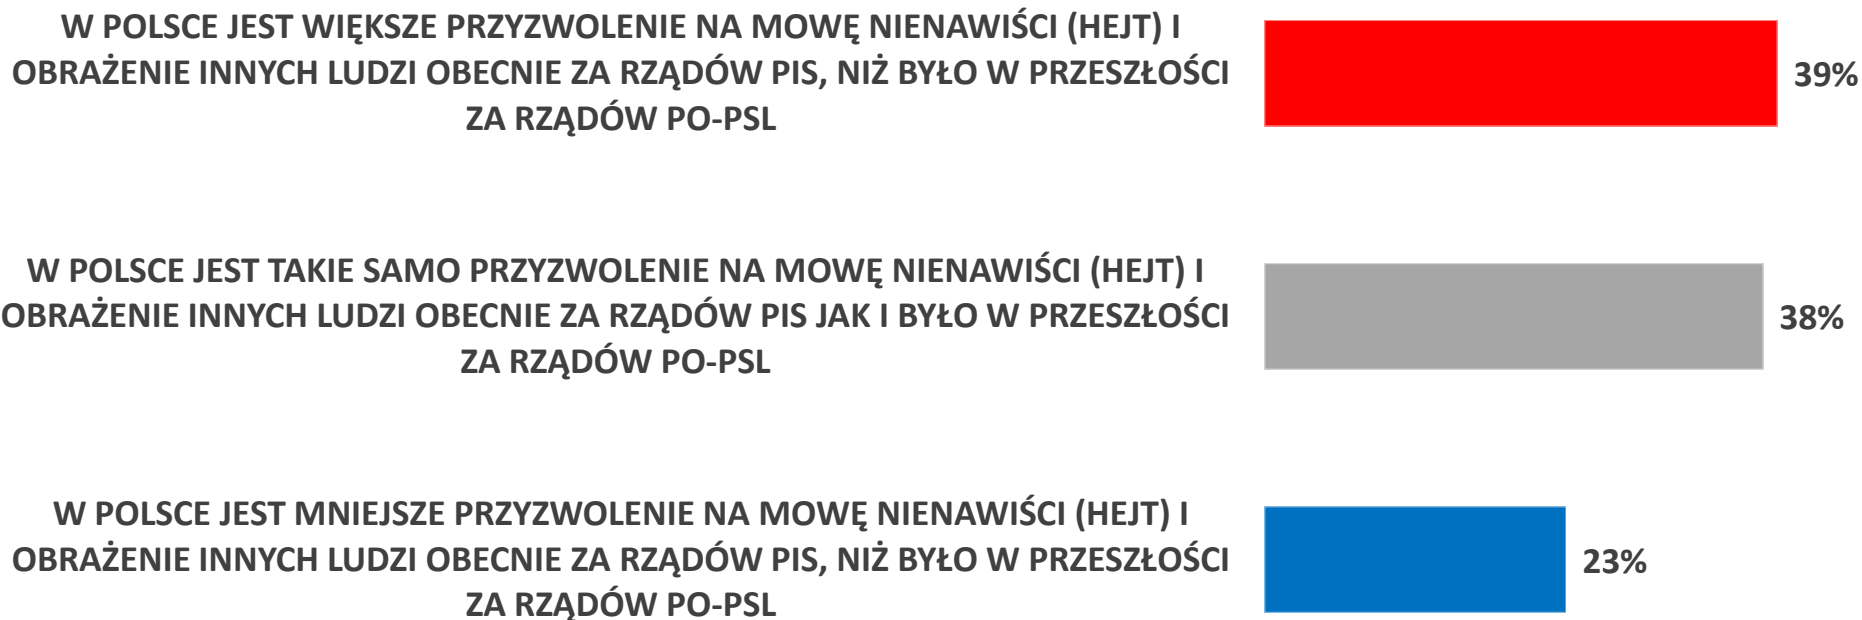 W POLSCE JEST WIĘKSZE PRZYZWOLENIE NA MOWĘ NIENAWIŚCI (HEJT) I
OBRAŻENIE INNYCH LUDZI OBECNIE ZA RZĄDÓW PIS, NIŻ BYŁO W PRZESZŁOŚCI
ZA RZĄDÓW PO-PSL
39%
W POLSCE JEST TAKIE SAMO PRZYZWOLENIE NA MOWĘ NIENAWIŚCI (HEJT) I
OBRAŻENIE INNYCH LUDZI OBECNIE ZA RZĄDÓW PIS JAK I BYŁO W PRZESZŁOŚCI
ZA RZĄDÓW PO-PSL
38%
W POLSCE JEST MNIEJSZE PRZYZWOLENIE NA MOWĘ NIENAWIŚCI (HEJT) I
OBRAŻENIE INNYCH LUDZI OBECNIE ZA RZĄDÓW PIS, NIŻ BYŁO W PRZESZŁOŚCI
ZA RZĄDÓW PO-PSL
23%